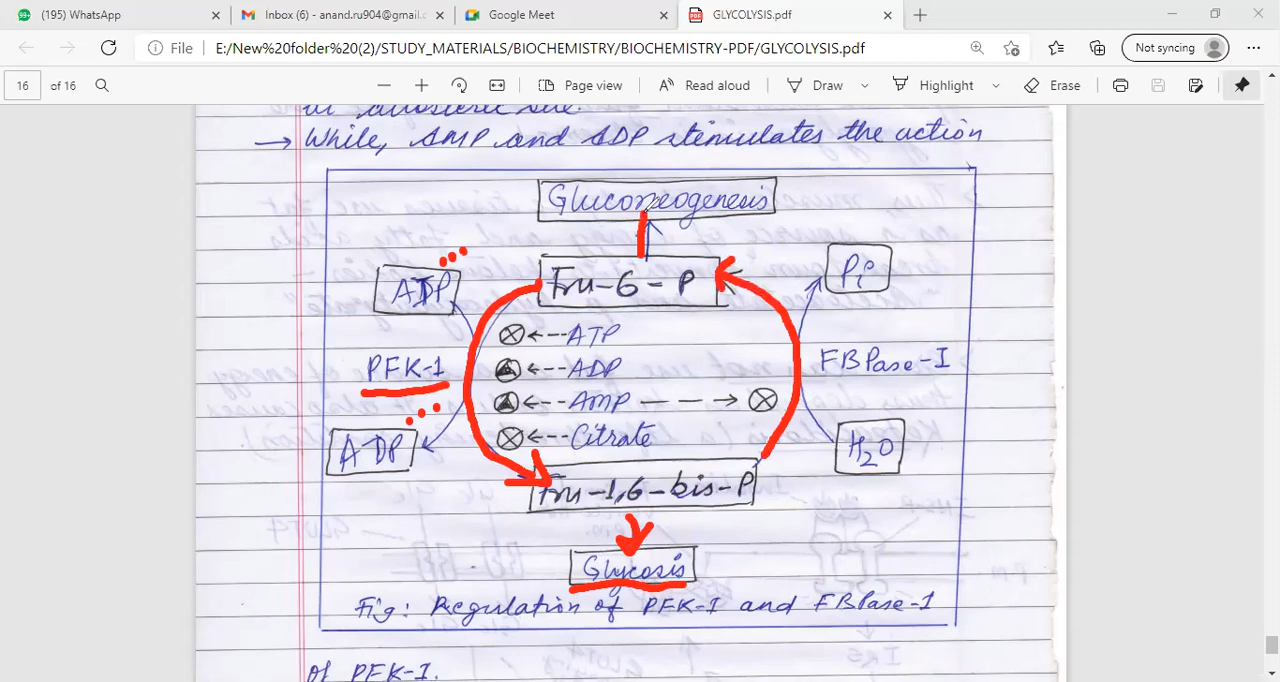 (195) WhatsApp
Inbox (6) - anand.ru904@gmail.c
Google Meet
GLYCOLYSIS.pdf
File
E:/New%20folder%20(2)/STUDY_MATERIALS/BIOCHEMISTRY/BIOCHEMISTRY-PDF/GLYCOLYSIS.pdf
Not syncing
16 of 16
Page view
Read aloud
Draw
Highlight
Erase
→ While, AMP and ADP stimulates the action
Gluconeogenesis
ATP
Fru-6-P
Pi
ATP
PFK-1
ADP
FBPase-I
AMP
ADP
Citrate
H2O
Fru-1,6-bis-P
Glycosis
Fig: Regulation of PFK-I and FBPase-1
of PFK-I.